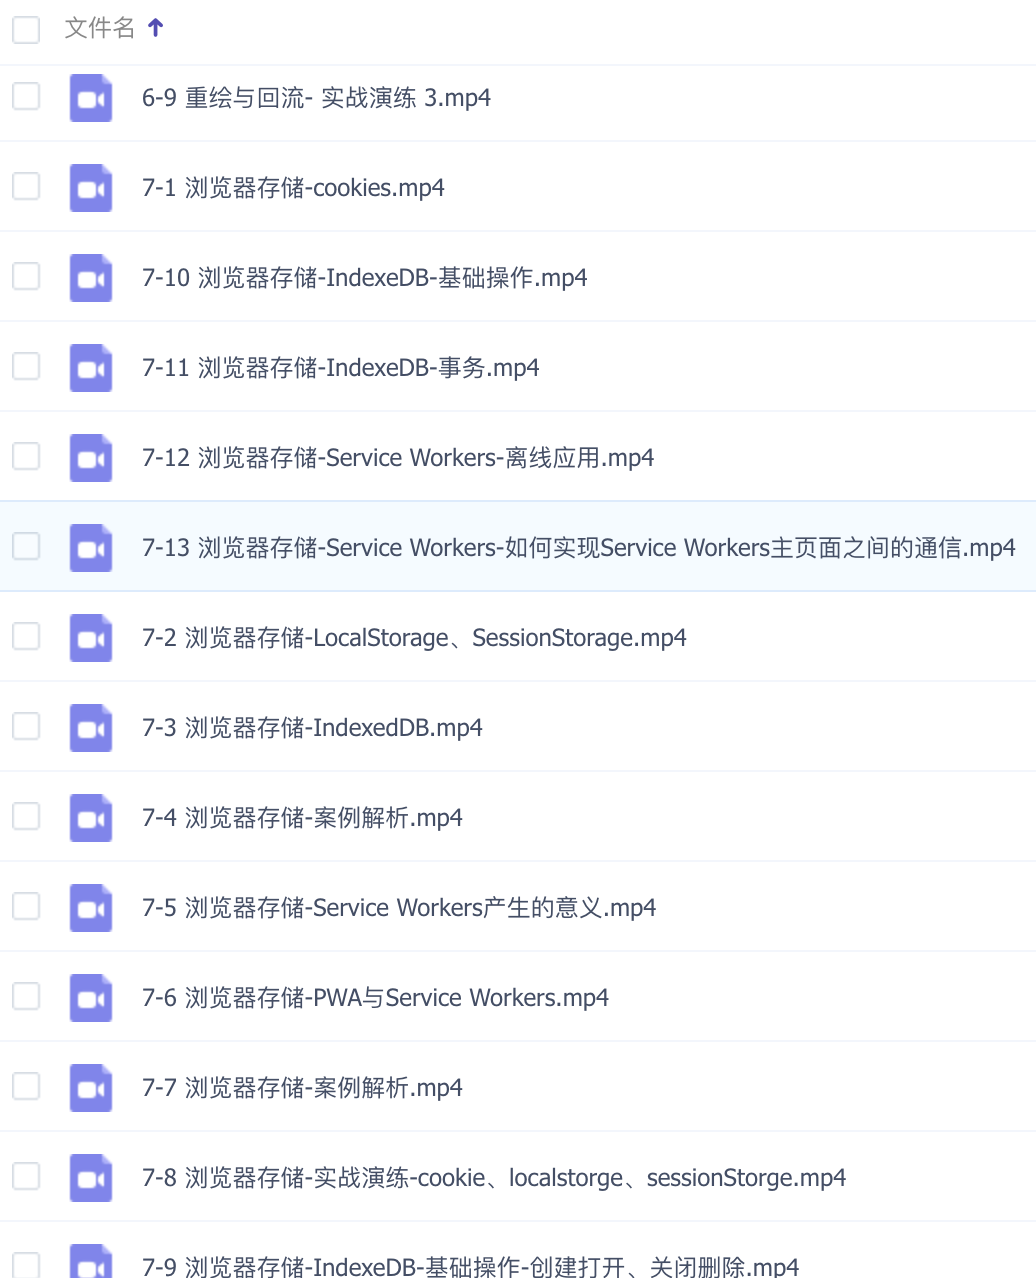 文件名
6-9 重绘与回流- 实战演练 3.mp4
7-1 浏览器存储-cookies.mp4
7-10 浏览器存储-IndexeDB-基础操作.mp4
7-11 浏览器存储-IndexeDB-事务.mp4
7-12 浏览器存储-Service Workers-离线应用.mp4
7-13 浏览器存储-Service Workers-如何实现Service Workers主页面之间的通信.mp4
7-2 浏览器存储-LocalStorage、SessionStorage.mp4
7-3 浏览器存储-IndexedDB.mp4
7-4 浏览器存储-案例解析.mp4
7-5 浏览器存储-Service Workers产生的意义.mp4
7-6 浏览器存储-PWA与Service Workers.mp4
7-7 浏览器存储-案例解析.mp4
7-8 浏览器存储-实战演练-cookie、localstorge、sessionStorge.mp4
7-9 浏览器存储-IndexeDB-基础操作-创建打开、关闭删除.mp4